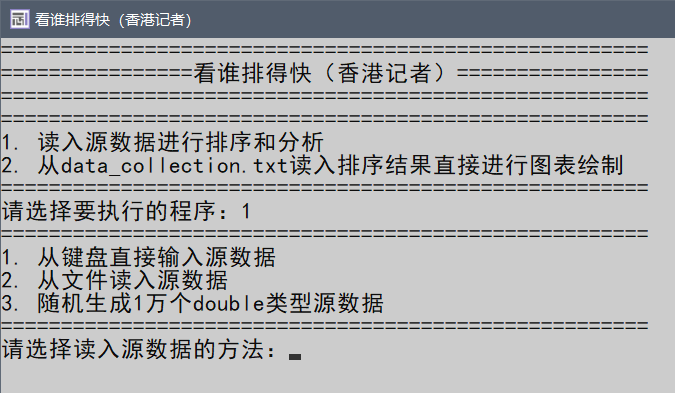 冠 看谁排得快（香港记者）
======================================================
================看谁排得快（香港记者）================
======================================================
======================================================
1. 读入源数据进行排序和分析
2. 从data_collection.txt读入排序结果直接进行图表绘制
======================================================
请选择要执行的程序：1
======================================================
1. 从键盘直接输入源数据
2. 从文件读入源数据
3. 随机生成1万个double类型源数据
======================================================
请选择读入源数据的方法：